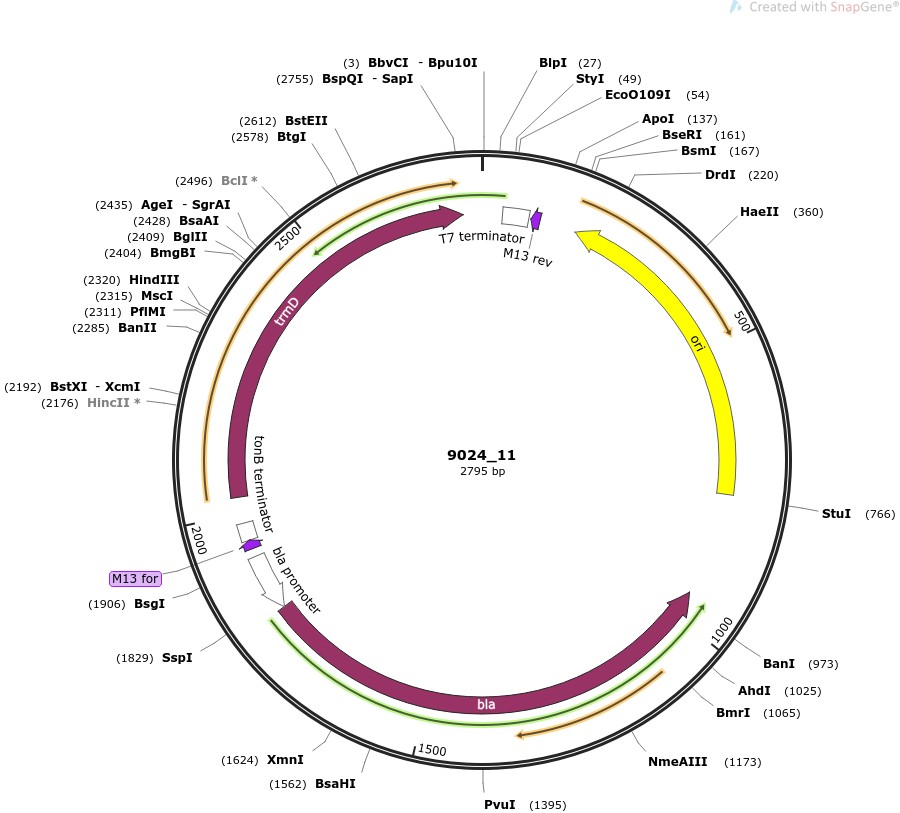 Created with SnapGene®
(3) BbvCI - Bpu10I
(2755) BspQI - SapI
(2612) BstEII
(2578) BtgI
(2496) BclI *
(2435) AgeI - SgrAI
(2428) BsaAI
(2409) BglII
(2404) BmgBI
(2320) HindIII
(2315) MscI
(2311) PflMI
(2285) BanII
(2192) BstXI - XcmI
(2176) HincII *
BlpI (27)
StyI (49)
EcoO109I (54)
ApoI (137)
BseRI (161)
BsmI (167)
DrdI (220)
HaeII (360)
StuI (766)
BanI (973)
AhdI (1025)
BmrI (1065)
NmeAIII (1173)
PvuI (1395)
(1562) BsaHI
(1624) XmnI
(1829) SspI
(1906) BsgI
M13 for
T7 terminator
M13 rev
ori
500
1000
1500
2000
2500
trmD
tonB terminator
bla promoter
bla
9024_11
2795 bp